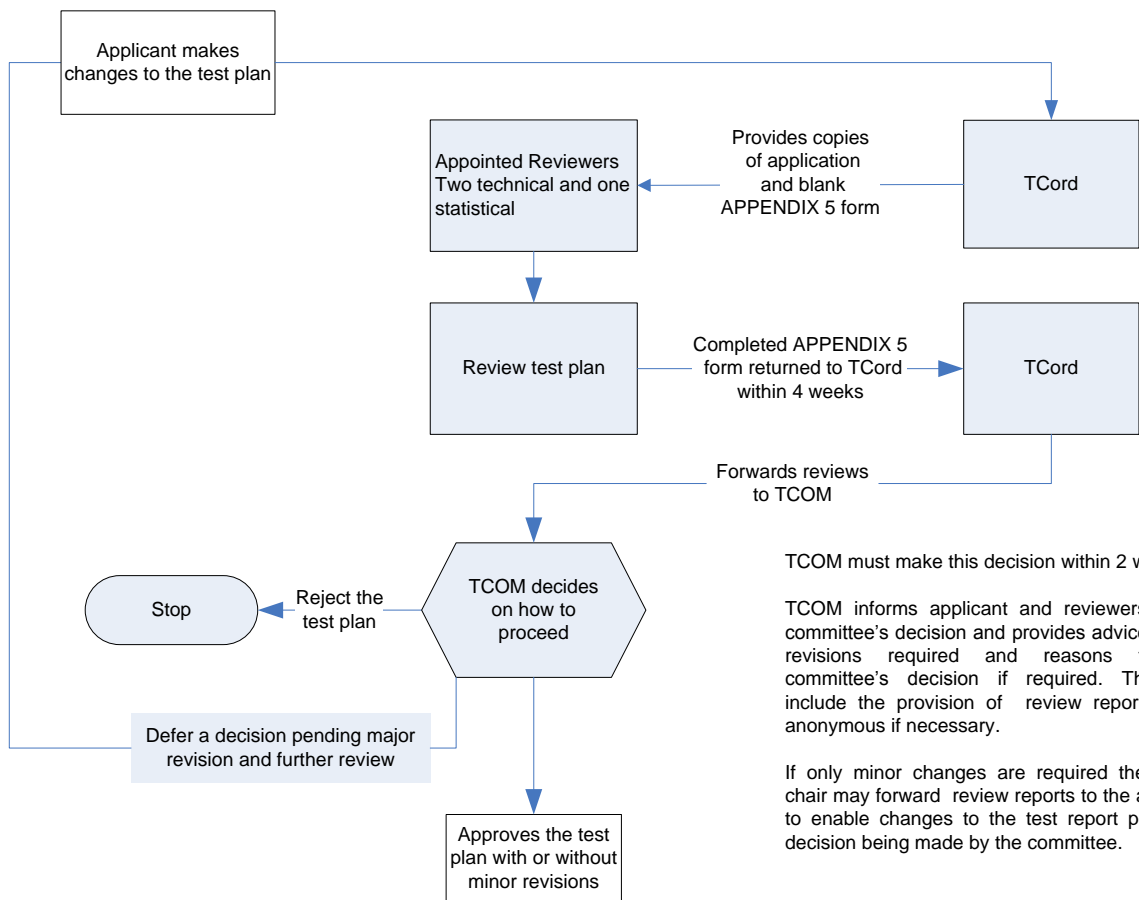 Applicant makes
changes to the test plan
Provides copies
of application
and blank
APPENDIX 5 form
Appointed Reviewers
Two technical and one
statistical
TCord
Review test plan
Completed APPENDIX 5
form returned to TCord
within 4 weeks
TCord
Forwards reviews
to TCOM
TCOM decides
on how to
proceed
Reject the
test plan
Stop
Defer a decision pending major
revision and further review
Approves the test
plan with or without
minor revisions
TCOM must make this decision within 2
TCOM informs applicant and reviewers
committee's decision and provides advice
revisions required and reasons
committee's decision if required.
include the provision of review
anonymous if necessary.
If only minor changes are required
chair may forward review reports to the
to enable changes to the test report
decision being made by the committee.